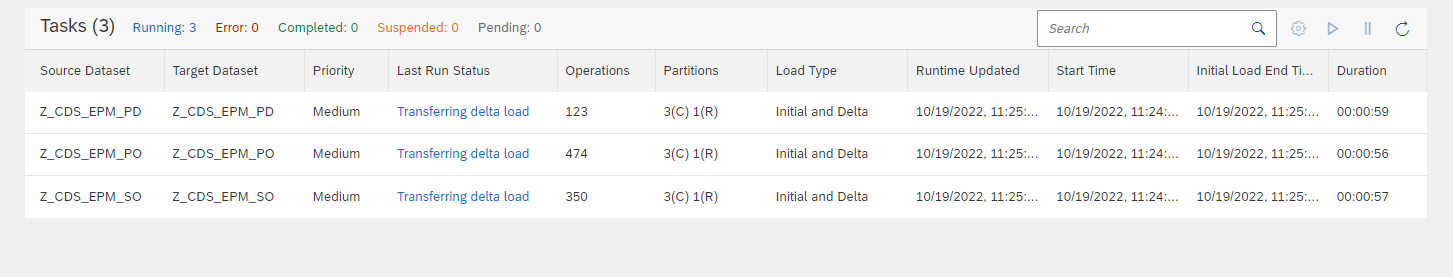 Tasks (3) Running: 3 Error: 0 Completed: 0 Suspended: 0 Pending: 0 Search
Source Dataset Target Dataset Priority Last Run Status Operations Partitions Load Type Runtime Updated Start Time Initial Load End Ti... Duration
Z_CDS_EPM_PD Z_CDS_EPM_PD Medium Transferring delta load 123 3(C) 1(R) Initial and Delta 10/19/2022, 11:25:... 10/19/2022, 11:24:... 10/19/2022, 11:25:... 00:00:59
Z_CDS_EPM_PO Z_CDS_EPM_PO Medium Transferring delta load 474 3(C) 1(R) Initial and Delta 10/19/2022, 11:25:... 10/19/2022, 11:24:... 10/19/2022, 11:25:... 00:00:56
Z_CDS_EPM_SO Z_CDS_EPM_SO Medium Transferring delta load 350 3(C) 1(R) Initial and Delta 10/19/2022, 11:25:... 10/19/2022, 11:24:... 10/19/2022, 11:25:... 00:00:57